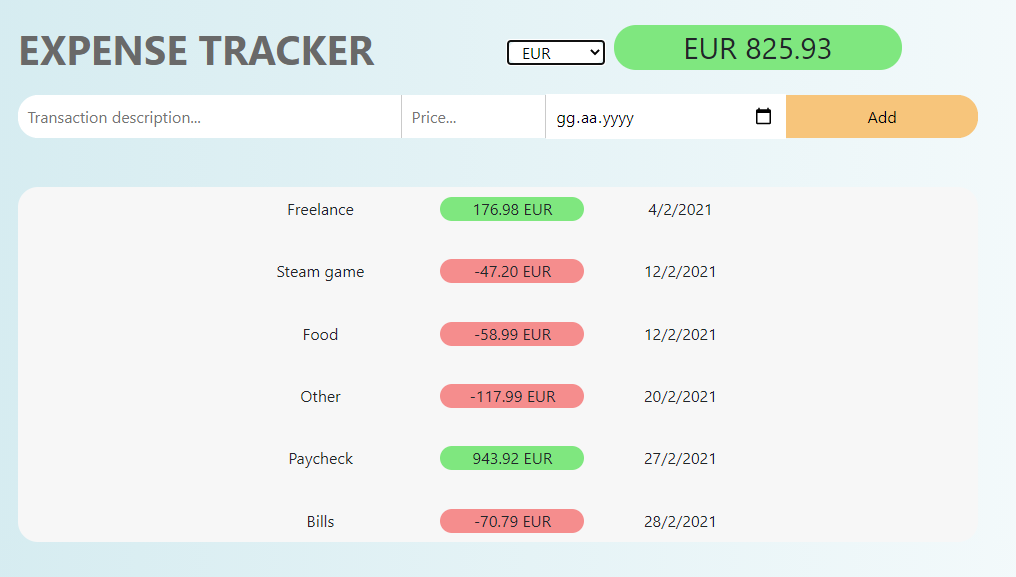 EXPENSE TRACKER
EUR EUR 825.93
Transaction description... Price... gg.aa.yyyy Add
Freelance 176.98 EUR 4/2/2021
Steam game -47.20 EUR 12/2/2021
Food -58.99 EUR 12/2/2021
Other -117.99 EUR 20/2/2021
Paycheck 943.92 EUR 27/2/2021
Bills -70.79 EUR 28/2/2021